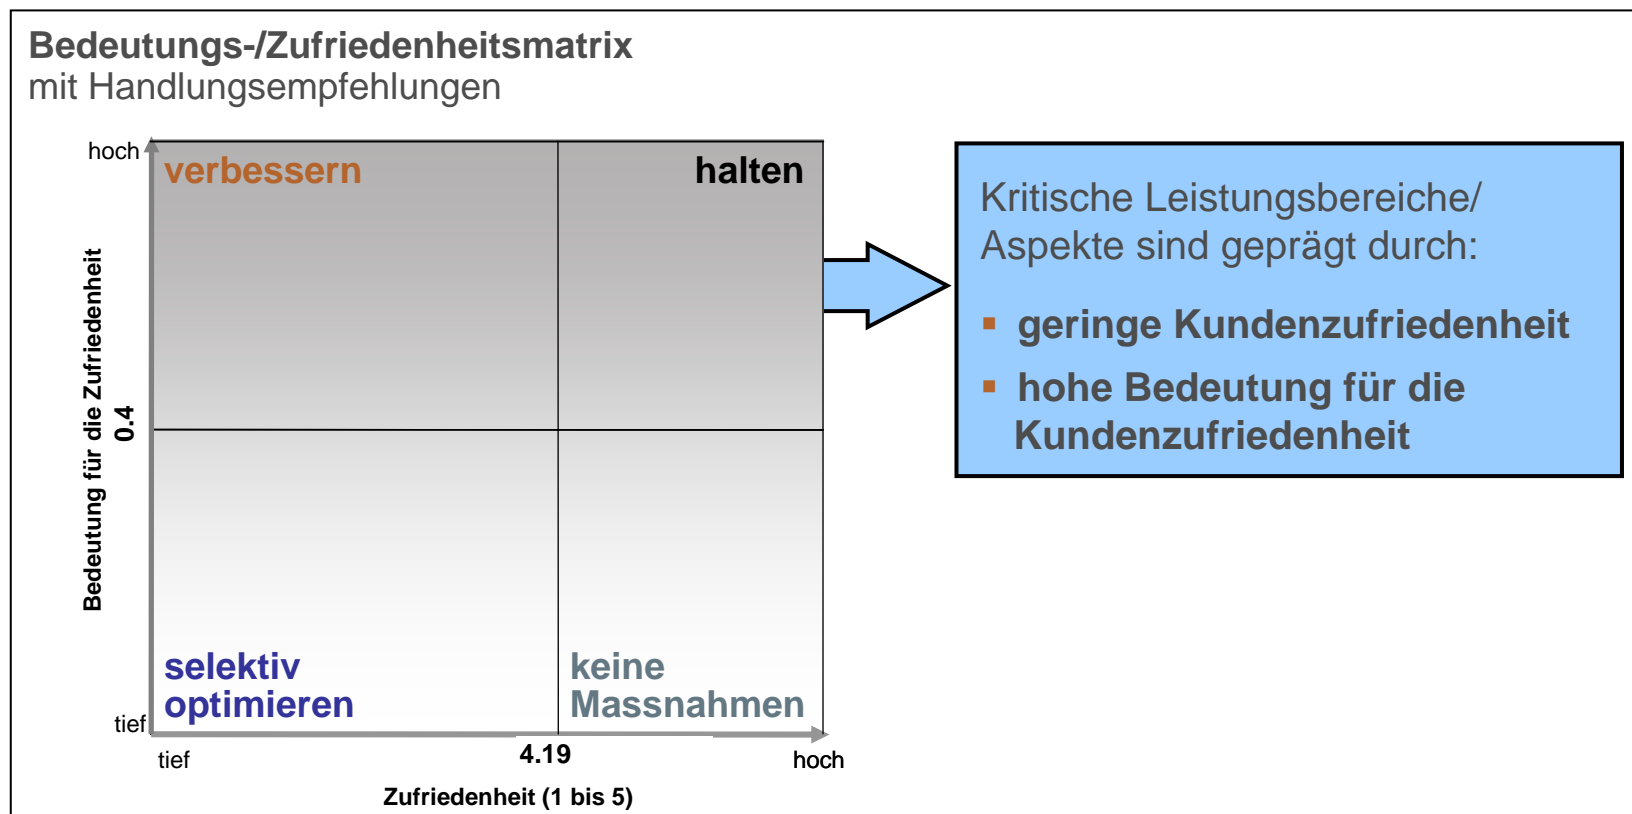 Bedeutungs-/Zufriedenheitsmatrix
mit Handlungsempfehlungen
hoch
verbessern
halten
Bedeutung für die Zufriedenheit
0.4
selektiv
optimieren
keine
Massnahmen
tief
tief
4.19
hoch
Zufriedenheit (1 bis 5)
Kritische Leistungsbereiche/
Aspekte sind geprägt durch:
▪ geringe Kundenzufriedenheit
▪ hohe Bedeutung für die
Kundenzufriedenheit